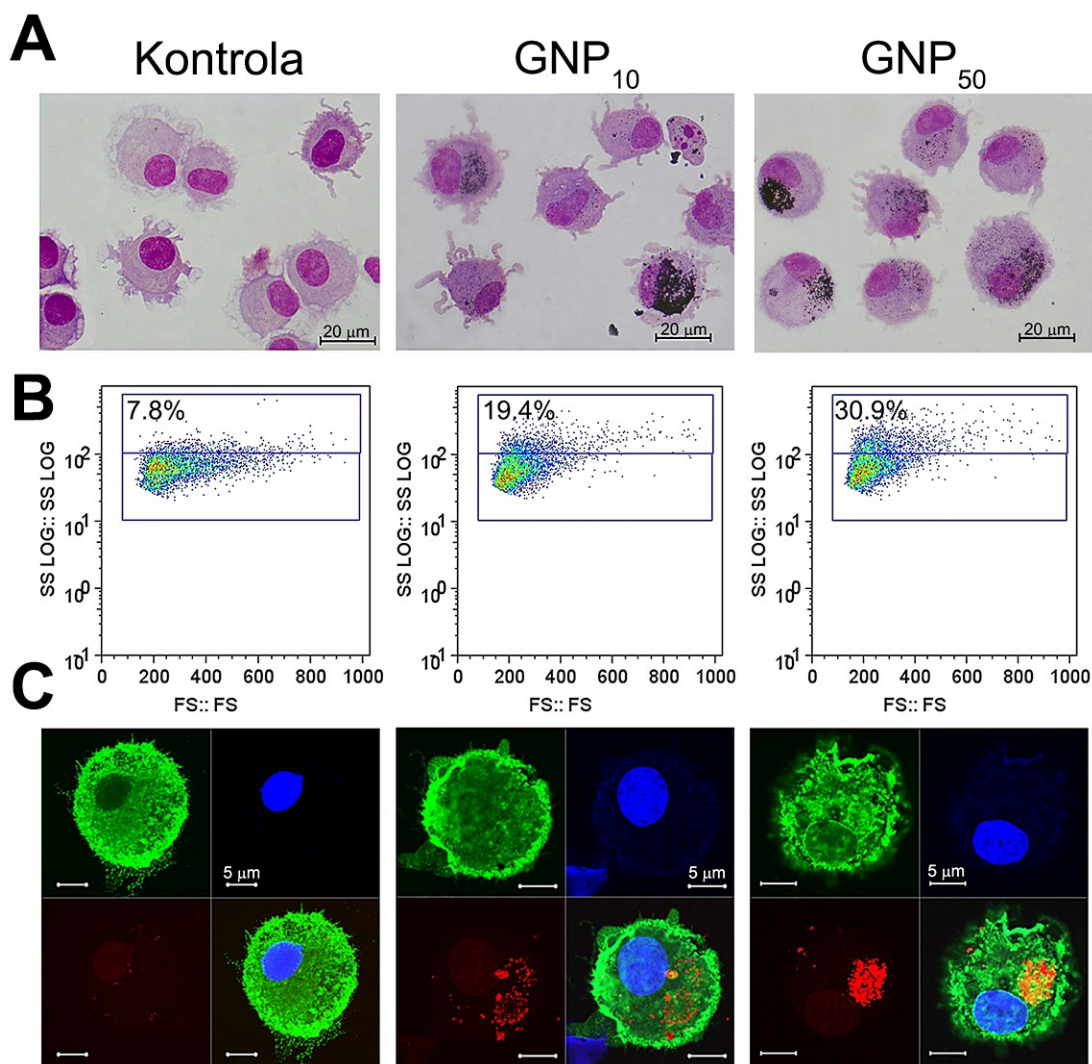 A
Kontrola
GNP10
GNP50
20 μm
20 μm
20 μm
B
7.8%
19.4%
30.9%
SS LOG:: SS LOG
10²
10¹
10⁰
10⁻¹
0 200 400 600 800 1000
FS:: FS
SS LOG:: SS LOG
10²
10¹
10⁰
10⁻¹
0 200 400 600 800 1000
FS:: FS
SS LOG:: SS LOG
10²
10¹
10⁰
10⁻¹
0 200 400 600 800 1000
FS:: FS
C
5 μm
5 μm
5 μm